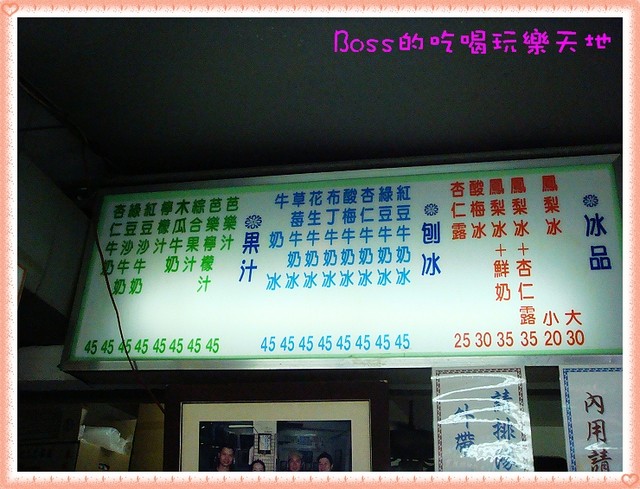 Boss的吃喝玩樂天地
冰品
鳳梨冰 小20 大30
鳳梨冰+杏仁露 35
鳳梨冰+鮮奶 35
酸梅冰 30
杏仁露 25
刨冰
紅豆牛奶冰 45
綠豆牛奶冰 45
杏仁牛奶冰 45
酸梅牛奶冰 45
布丁牛奶冰 45
花生牛奶冰 45
草莓牛奶冰 45
牛奶冰 45
果汁
芭樂汁 45
芭樂檸檬汁 45
綜合果汁 45
木瓜牛奶 45
檸檬汁 45
紅豆沙牛奶 45
綠豆沙牛奶 45
杏仁牛奶 45
內用請
請排